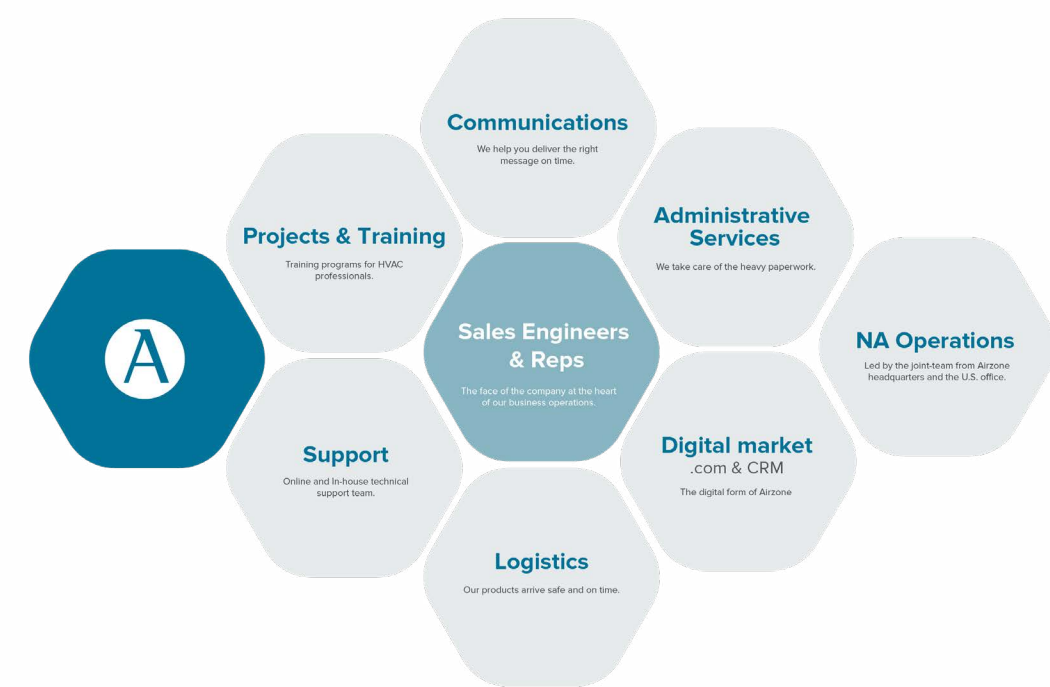 Communications
We help you deliver the right
message on time.
Projects & Training
Training programs for HVAC
professionals.
Administrative
Services
We take care of the heavy paperwork.
A
Sales Engineers
& Reps
The face of the company at the heart
of our business operations.
NA Operations
Led by the joint-team from Airzone
headquarters and the U.S. office.
Support
Online and In-house technical
support team.
Digital market
.com & CRM
The digital form of Airzone
Logistics
Our products arrive safe and on time.